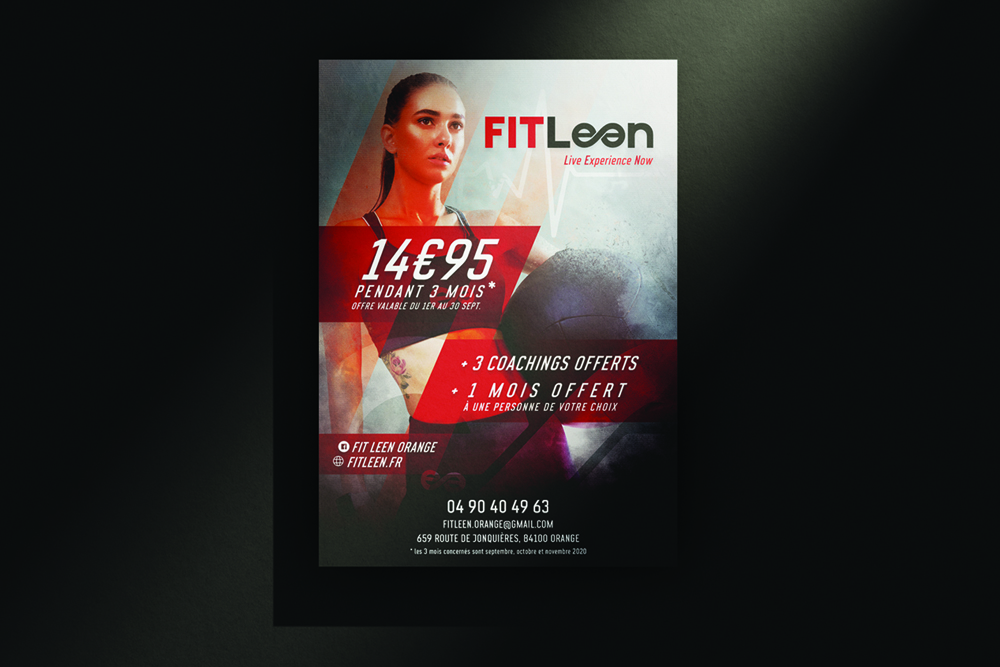 FITLeen
Live Experience Now
14€95
PENDANT 3 MOIS*
OFFRE VALABLE DU 1ER AU 30 SEPT.
+ 3 COACHINGS OFFERTS
+ 1 MOIS OFFERT
À UNE PERSONNE DE VOTRE CHOIX
FIT LEEN ORANGE
FITLEEN.FR
04 90 40 49 63
FITLEEN.ORANGE@GMAIL.COM
659 ROUTE DE JONQUIÈRES, 84100 ORANGE
* les 3 mois concernés sont septembre, octobre et novembre 2020